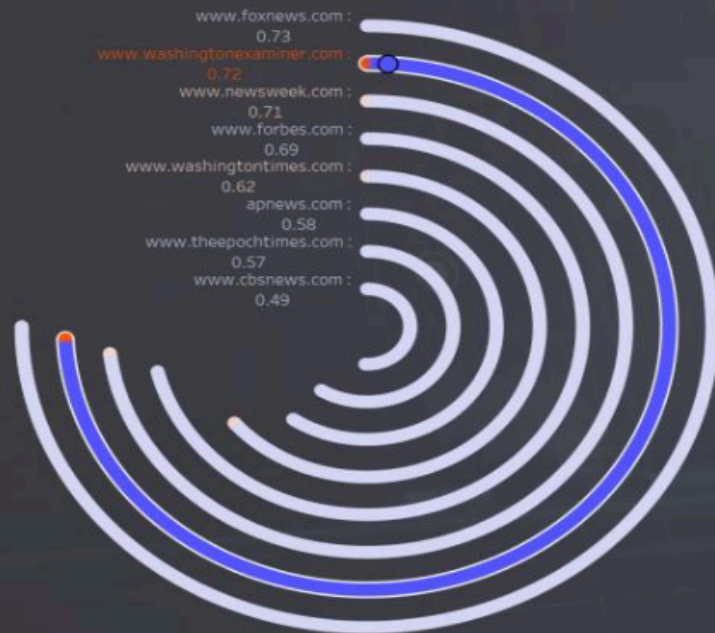 www.foxnews.com :
0.73
www.washingtonexaminer.com :
0.72
www.newsweek.com :
0.71
www.forbes.com :
0.69
www.washingtontimes.com :
0.62
apnews.com :
0.58
www.theepochtimes.com :
0.57
www.cbsnews.com :
0.49